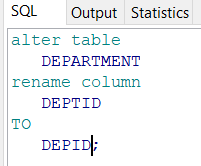 SQL Output Statistics
alter table
DEPARTMENT
rename column
DEPTID
TO
DEPID;